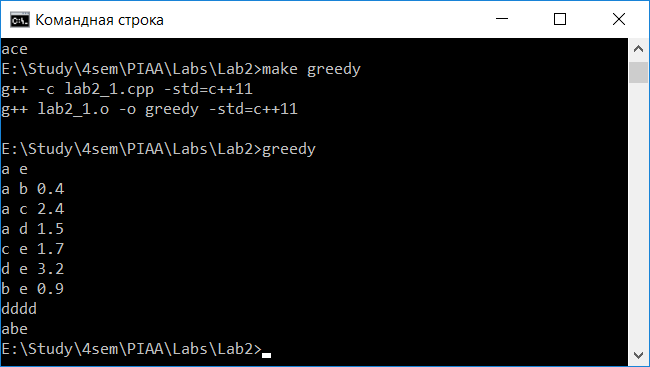 Командная строка
ace
E:\Study\4sem\PIAA\Labs\Lab2>make greedy
g++ -c lab2_1.cpp -std=c++11
g++ lab2_1.o -o greedy -std=c++11
E:\Study\4sem\PIAA\Labs\Lab2>greedy
a e
a b 0.4
a c 2.4
a d 1.5
c e 1.7
d e 3.2
b e 0.9
dddd
abe
E:\Study\4sem\PIAA\Labs\Lab2>